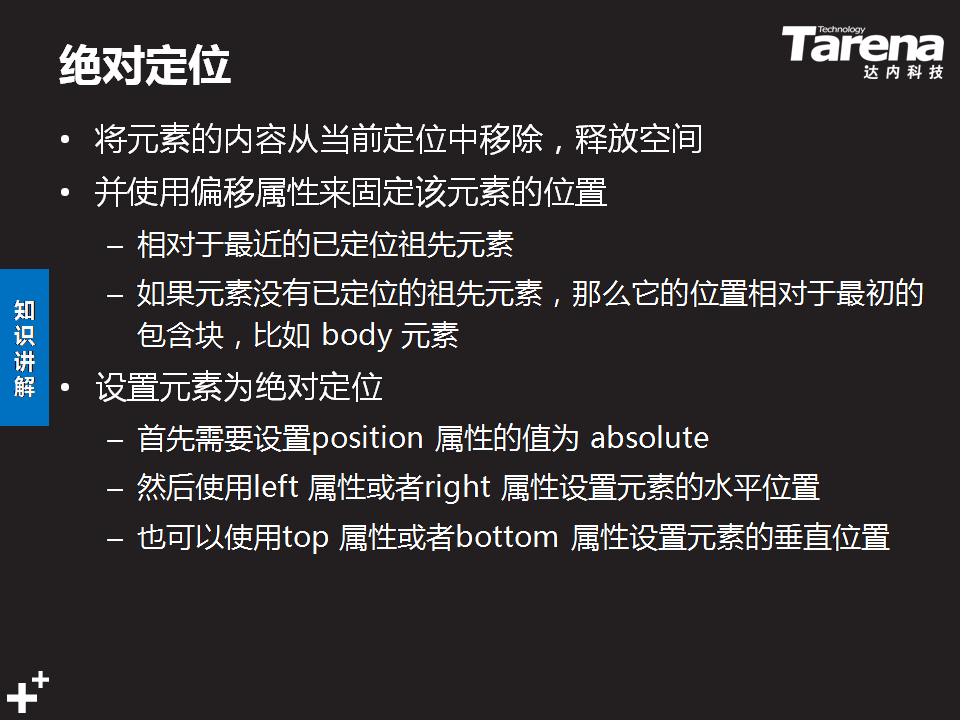 绝对定位
Technology
Tarena
达内科技
• 将元素的内容从当前定位中移除，释放空间
• 并使用偏移属性来固定该元素的位置
– 相对于最近的已定位祖先元素
– 如果元素没有已定位的祖先元素，那么它的位置相对于最初的
包含块，比如 body 元素
知识讲解
• 设置元素为绝对定位
– 首先需要设置position 属性的值为 absolute
– 然后使用left 属性或者right 属性设置元素的水平位置
– 也可以使用top 属性或者bottom 属性设置元素的垂直位置